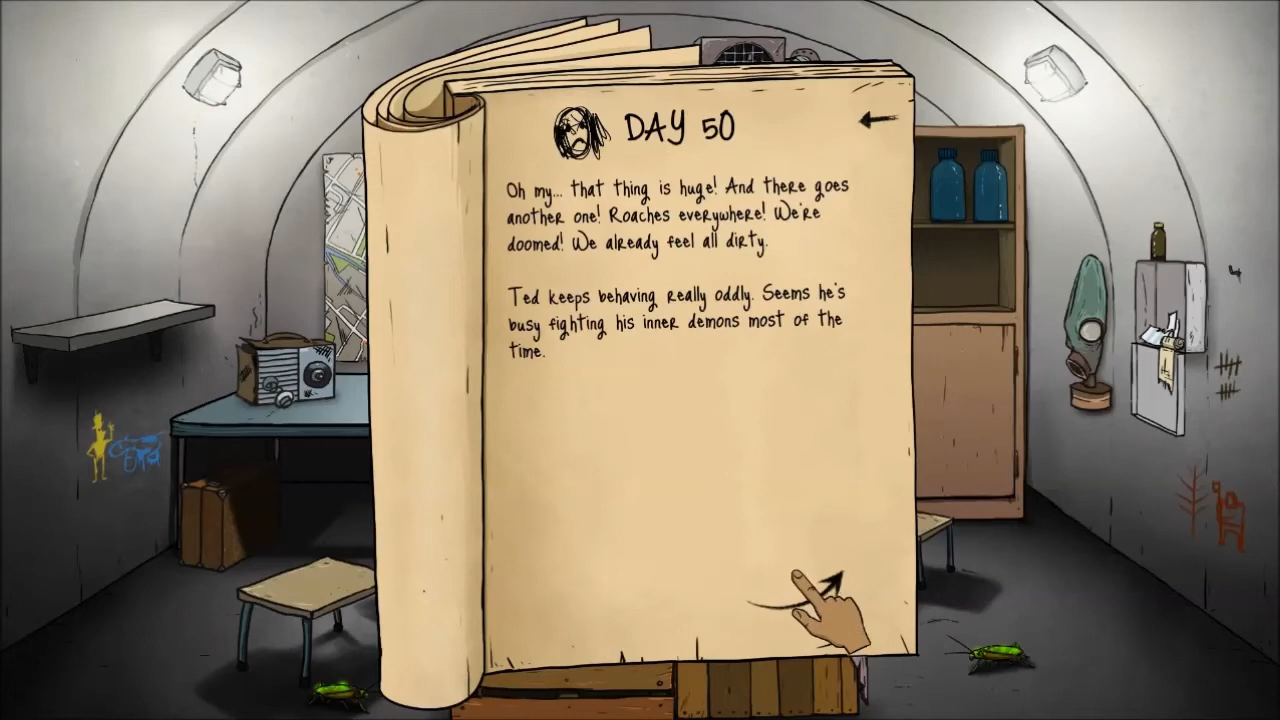 DAY 50
Oh my... that thing is huge! And there goes
another one! Roaches everywhere! We're
doomed! We already feel all dirty.
Ted keeps behaving really oddly. Seems he's
busy fighting his inner demons most of the
time.